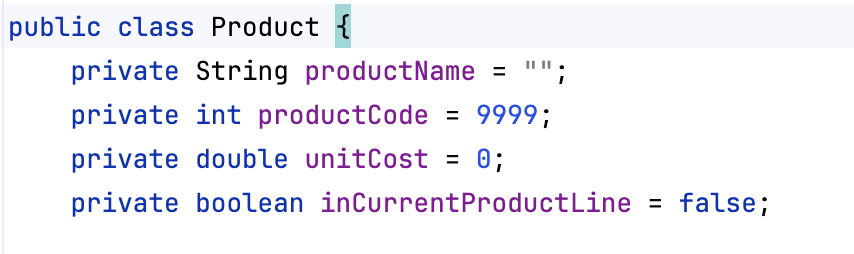 public class Product {
    private String productName = "";
    private int productCode = 9999;
    private double unitCost = 0;
    private boolean inCurrentProductLine = false;